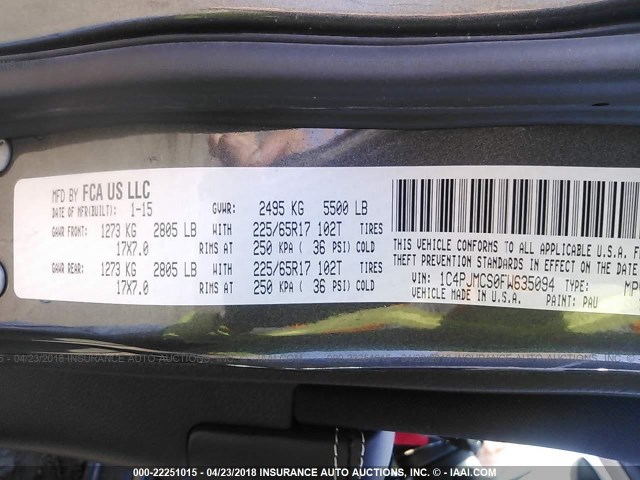 MFD BY FCA US LLC
DATE OF MFR(BUILT): 1-15 GVWR: 2495 KG 5500 LB
GAWR FRONT: 1273 KG 2805 LB WITH 225/65R17 102T TIRES
17X7.0 RIMS AT 250 KPA ( 36 PSI) COLD
GAWR REAR: 1273 KG 2805 LB WITH 225/65R17 102T TIRES
17X7.0 RIMS AT 250 KPA ( 36 PSI) COLD
THIS VEHICLE CONFORMS TO ALL APPLICABLE U.S.A.
THEFT PREVENTION STANDARDS IN EFFECT ON THE DA
VIN: 1C4PJMCS0FW635094 TYPE: MP
VEHICLE MADE IN U.S.A. PAINT: PAU
000-22251015 - 04/23/2018 INSURANCE AUTO AUCTIONS, INC. - © IAAI.COM